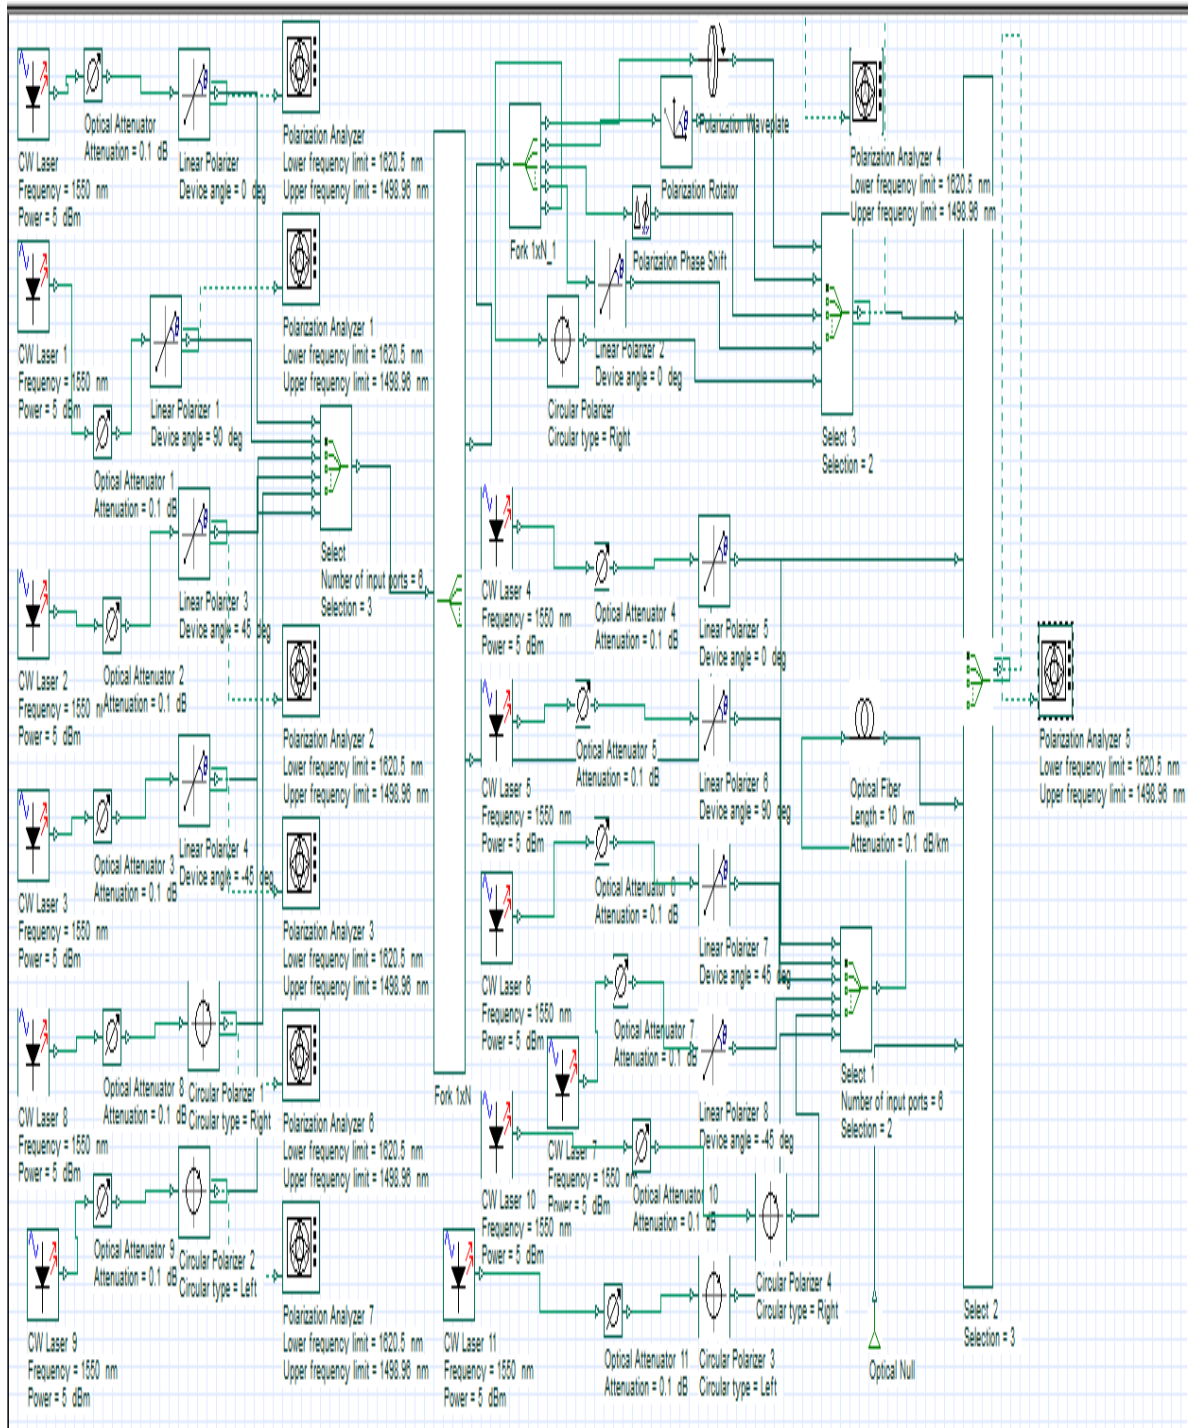 CW Laser
Frequency = 1550 nm
Power = 5 dBm
Optical Attenuator
Attenuation = 0.1 dB
Linear Polarizer
Device angle = 0 deg
Polarization Analyzer
Lower frequency limit = 1620.5 nm
Upper frequency limit = 1498.96 nm
CW Laser 1
Frequency = 1550 nm
Power = 5 dBm
Optical Attenuator 1
Attenuation = 0.1 dB
Linear Polarizer 1
Device angle = 90 deg
Polarization Analyzer 1
Lower frequency limit = 1620.5 nm
Upper frequency limit = 1498.96 nm
CW Laser 2
Frequency = 1550 nm
Power = 5 dBm
Optical Attenuator 2
Attenuation = 0.1 dB
Linear Polarizer 3
Device angle = 45 deg
Polarization Analyzer 2
Lower frequency limit = 1620.5 nm
Upper frequency limit = 1498.96 nm
CW Laser 3
Frequency = 1550 nm
Power = 5 dBm
Optical Attenuator 3
Attenuation = 0.1 dB
Linear Polarizer 4
Device angle = -45 deg
Polarization Analyzer 3
Lower frequency limit = 1620.5 nm
Upper frequency limit = 1498.96 nm
CW Laser 8
Frequency = 1550 nm
Power = 5 dBm
Optical Attenuator 8
Attenuation = 0.1 dB
Circular Polarizer 1
Circular type = Right
Polarization Analyzer 6
Lower frequency limit = 1620.5 nm
Upper frequency limit = 1498.96 nm
CW Laser 9
Frequency = 1550 nm
Power = 5 dBm
Optical Attenuator 9
Attenuation = 0.1 dB
Circular Polarizer 2
Circular type = Left
Polarization Analyzer 7
Lower frequency limit = 1620.5 nm
Upper frequency limit = 1498.96 nm
Select
Number of input ports = 6
Selection = 3
Fork 1xN
Fork 1xN_1
Polarization Waveplate
Polarization Rotator
Polarization Phase Shift
Linear Polarizer 2
Device angle = 0 deg
Circular Polarizer
Circular type = Right
Select 3
Selection = 2
Polarization Analyzer 4
Lower frequency limit = 1620.5 nm
Upper frequency limit = 1498.96 nm
CW Laser 4
Frequency = 1550 nm
Power = 5 dBm
Optical Attenuator 4
Attenuation = 0.1 dB
Linear Polarizer 5
Device angle = 0 deg
CW Laser 5
Frequency = 1550 nm
Power = 5 dBm
Optical Attenuator 5
Attenuation = 0.1 dB
Linear Polarizer 6
Device angle = 90 deg
CW Laser 6
Frequency = 1550 nm
Power = 5 dBm
Optical Attenuator 6
Attenuation = 0.1 dB
Linear Polarizer 7
Device angle = 45 deg
CW Laser 7
Frequency = 1550 nm
Power = 5 dBm
Optical Attenuator 7
Attenuation = 0.1 dB
Linear Polarizer 8
Device angle = -45 deg
CW Laser 10
Frequency = 1550 nm
Power = 5 dBm
Optical Attenuator 10
Attenuation = 0.1 dB
Circular Polarizer 4
Circular type = Right
CW Laser 11
Frequency = 1550 nm
Power = 5 dBm
Optical Attenuator 11
Attenuation = 0.1 dB
Circular Polarizer 3
Circular type = Left
Optical Fiber
Length = 10 km
Attenuation = 0.1 dB/km
Select 1
Number of input ports = 6
Selection = 2
Optical Null
Select 2
Selection = 3
Polarization Analyzer 5
Lower frequency limit = 1620.5 nm
Upper frequency limit = 1498.96 nm